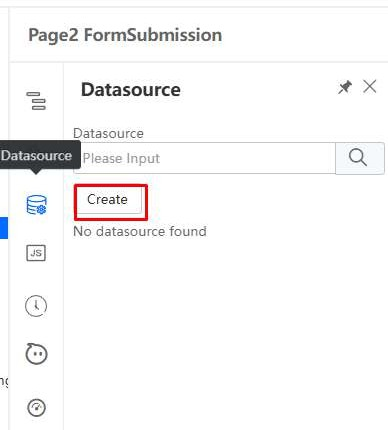 Page2 FormSubmission
Datasource
Datasource
Datasource
Please Input
Create
No datasource found
JS